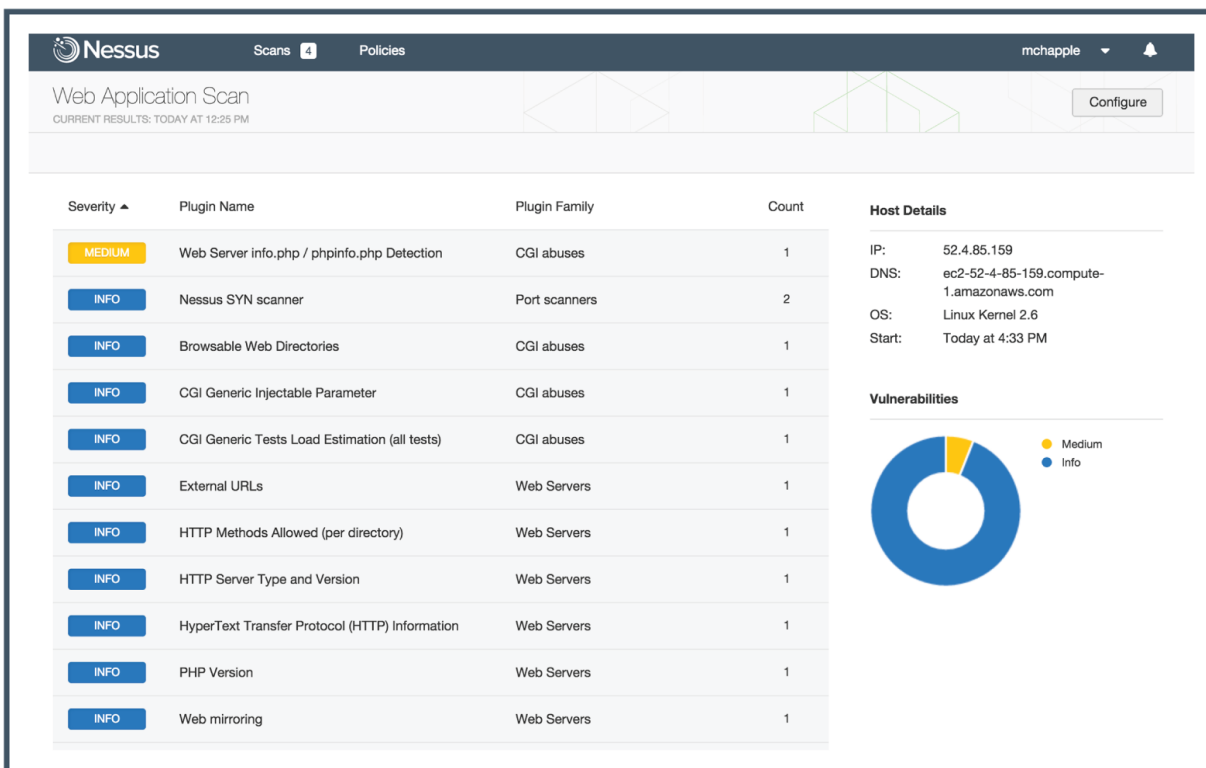 Nessus Scans 4 Policies mchapple
Web Application Scan
CURRENT RESULTS: TODAY AT 12:25 PM
Configure
Severity Plugin Name Plugin Family Count
MEDIUM Web Server info.php / phpinfo.php Detection CGI abuses 1
INFO Nessus SYN scanner Port scanners 2
INFO Browsable Web Directories CGI abuses 1
INFO CGI Generic Injectable Parameter CGI abuses 1
INFO CGI Generic Tests Load Estimation (all tests) CGI abuses 1
INFO External URLs Web Servers 1
INFO HTTP Methods Allowed (per directory) Web Servers 1
INFO HTTP Server Type and Version Web Servers 1
INFO HyperText Transfer Protocol (HTTP) Information Web Servers 1
INFO PHP Version Web Servers 1
INFO Web mirroring Web Servers 1
Host Details
IP: 52.4.85.159
DNS: ec2-52-4-85-159.compute-
1.amazonaws.com
OS: Linux Kernel 2.6
Start: Today at 4:33 PM
Vulnerabilities
Medium
Info